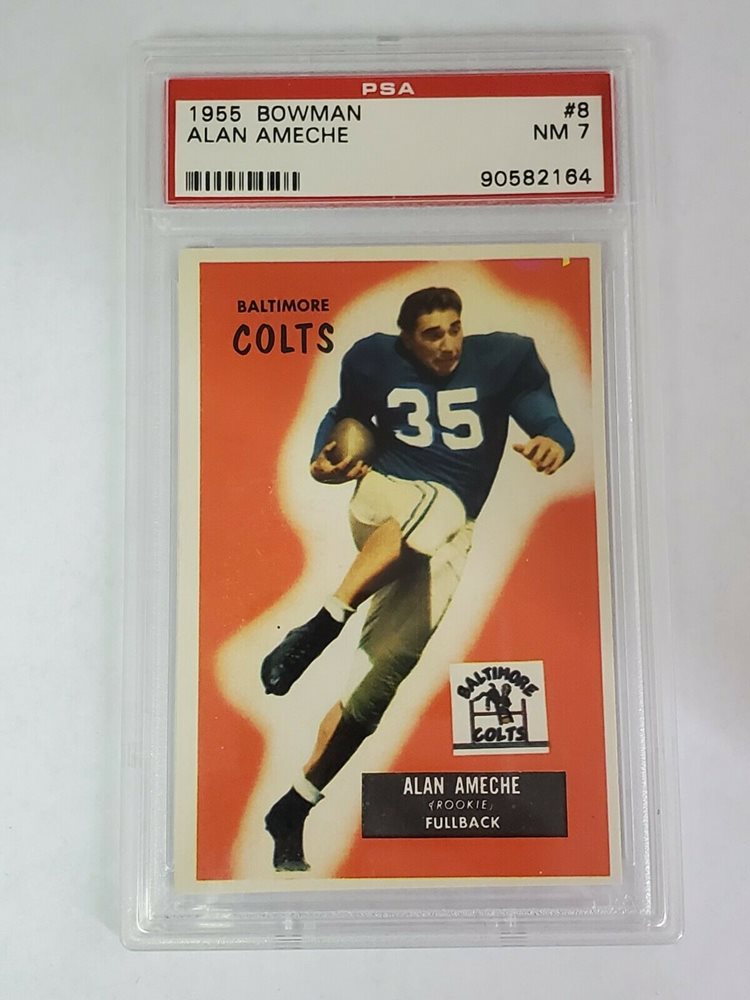 PSA
1955 BOWMAN #8
ALAN AMECHE NM 7
90582164
BALTIMORE
COLTS
35
BALTIMORE
COLTS
ALAN AMECHE
(ROOKIE)
FULLBACK